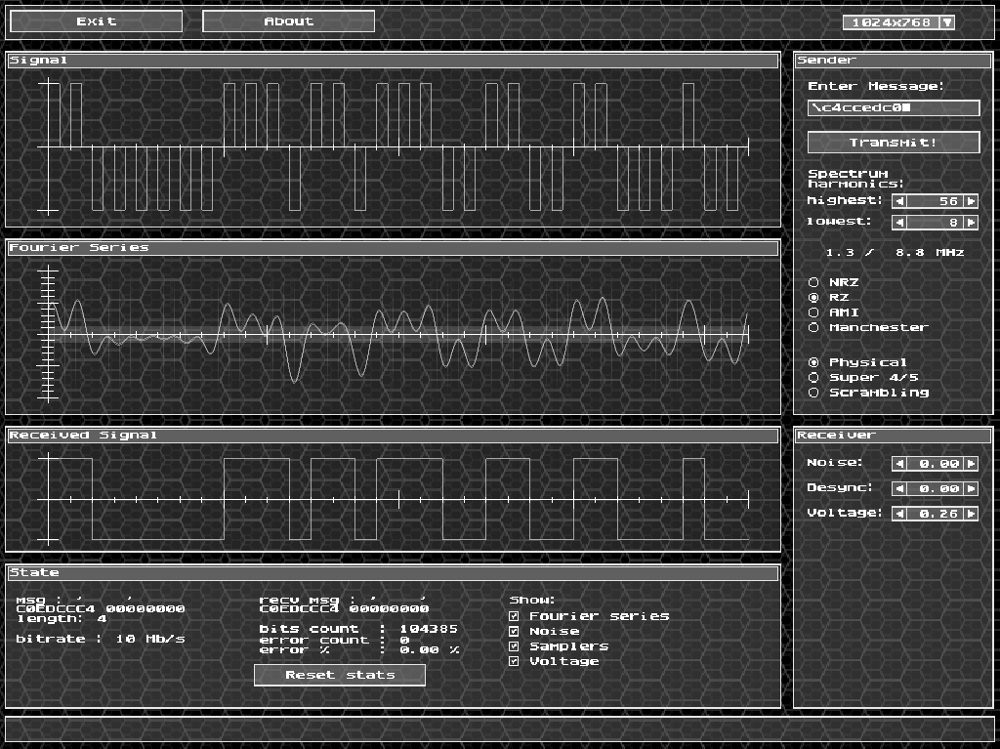 Exit
About
1024x768
Signal
Sender
Enter Message:
\c4ccedc0
Transmit!
Spectrum
harmonics:
highest: 56
lowest: 8
1.3 / 8.8 MHz
NRZ
RZ
AMI
Manchester
Physical
Super 4/5
Scrambling
Fourier Series
Received Signal
Receiver
Noise: 0.00
Desync: 0.00
Voltage: 0.26
State
msg : ' '
C0EDCCC4 00000000
length: 4
bitrate : 10 Mb/s
recv msg : ' '
C0EDCCC4 00000000
bits count : 104385
error count : 0
error % : 0.00 %
Reset stats
Show:
Fourier series
Noise
Samplers
Voltage